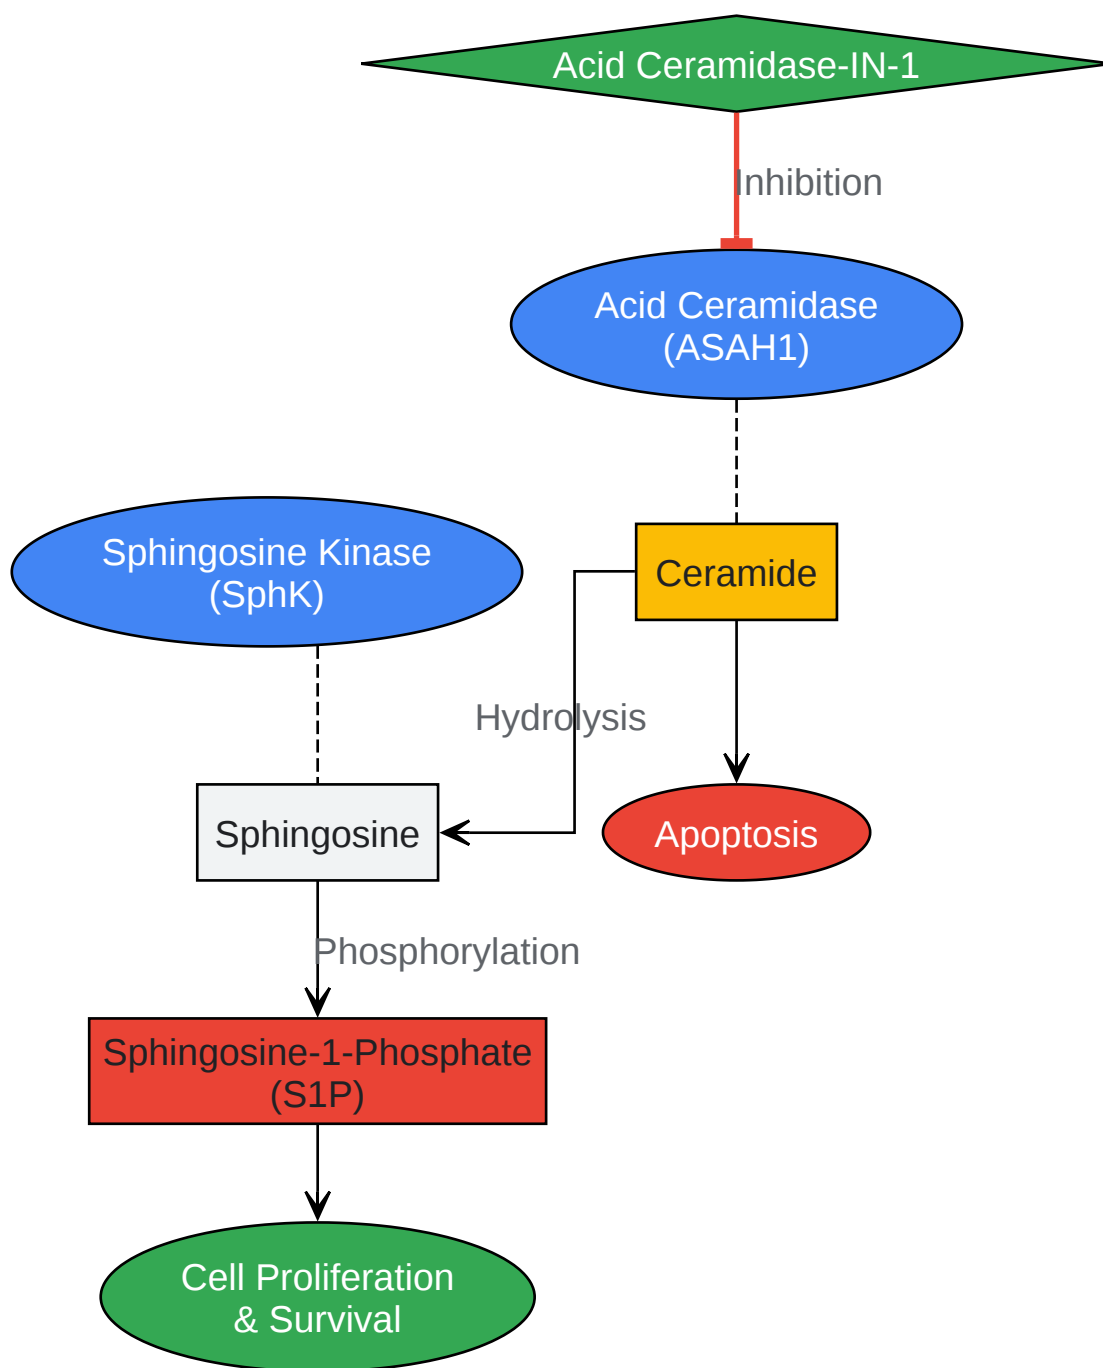 Acid Ceramidase-IN-1
Inhibition
Acid Ceramidase
(ASAH1)
Sphingosine Kinase
(SphK)
Ceramide
Hydrolysis
Sphingosine
Apoptosis
Phosphorylation
Sphingosine-1-Phosphate
(S1P)
Cell Proliferation
& Survival